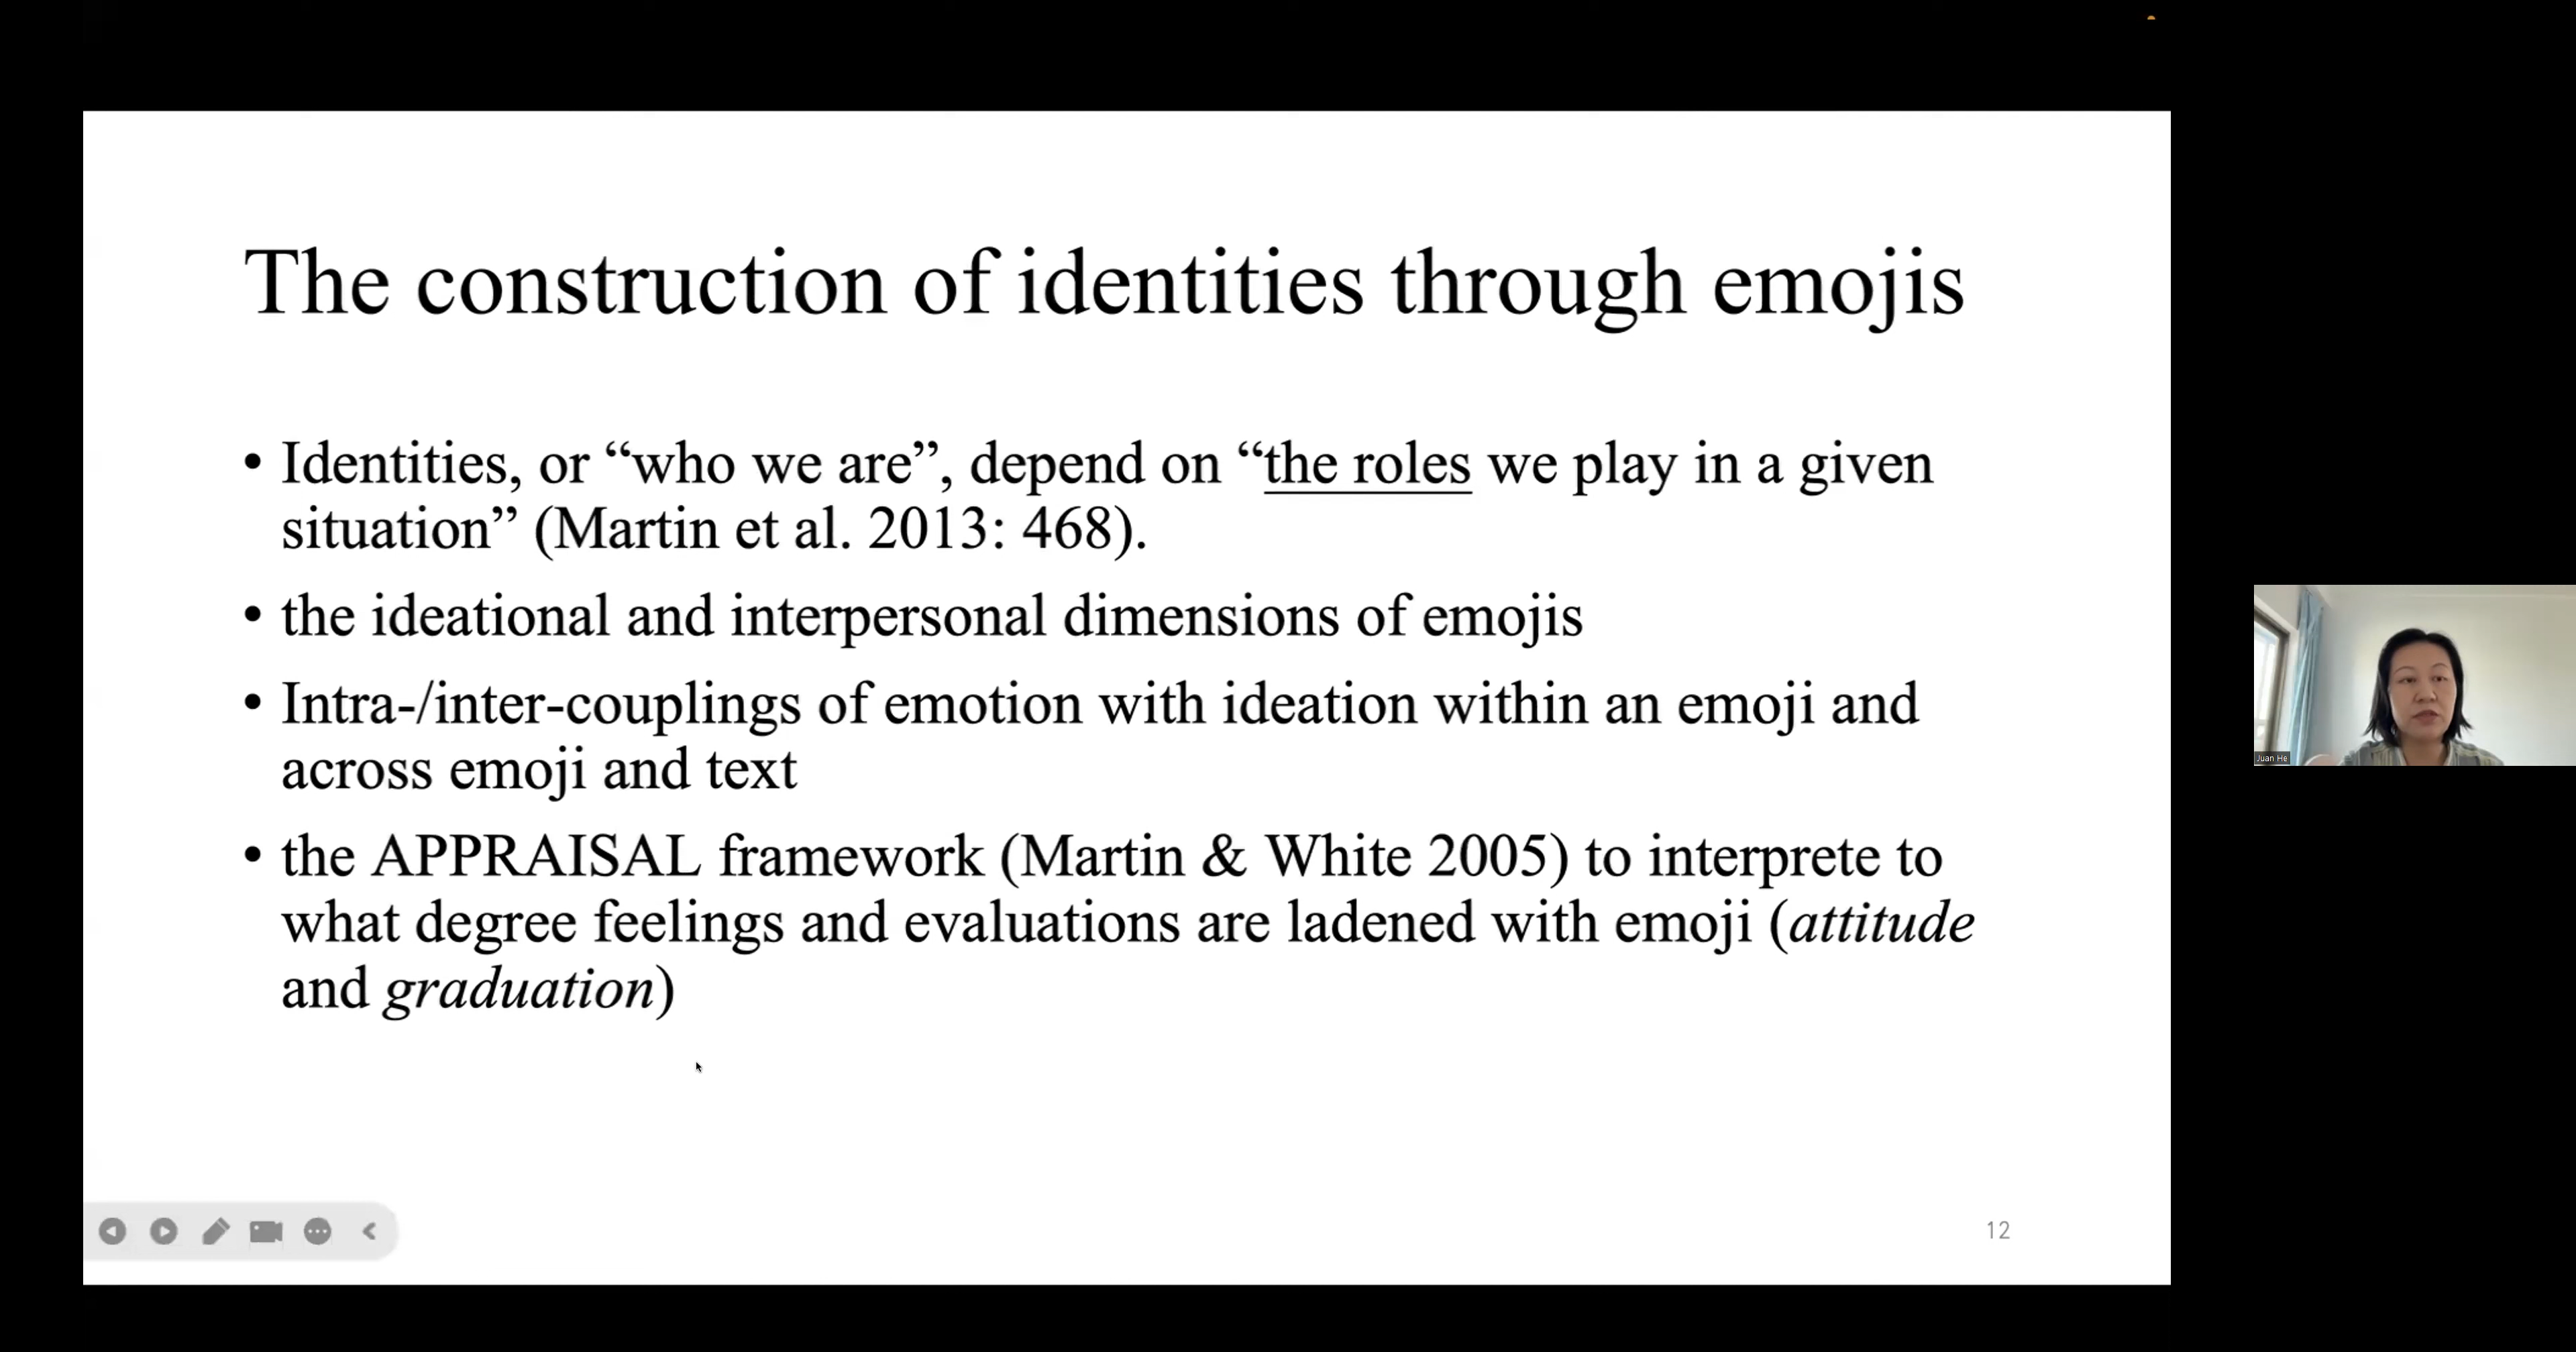 The construction of identities through emojis
• Identities, or “who we are”, depend on “the roles we play in a given
situation” (Martin et al. 2013: 468).
• the ideational and interpersonal dimensions of emojis
• Intra-/inter-couplings of emotion with ideation within an emoji and
across emoji and text
• the APPRAISAL framework (Martin & White 2005) to interprete to
what degree feelings and evaluations are ladened with emoji (attitude
and graduation)
12
Juan He